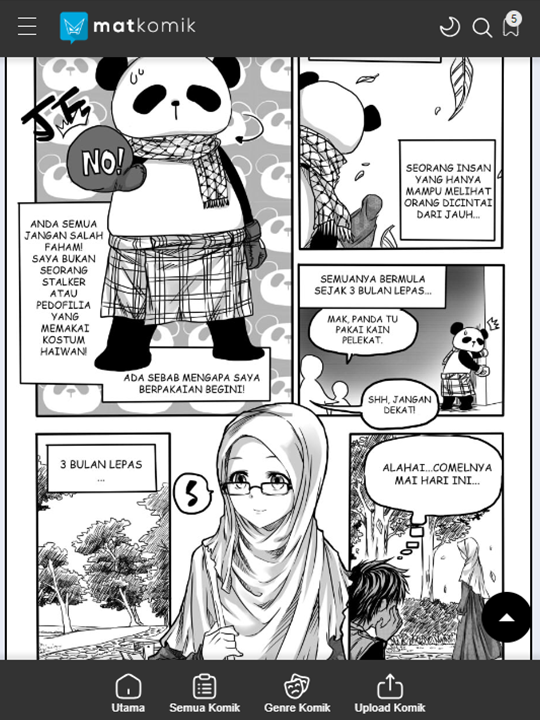 matkomik
5
NO!
ANDA SEMUA
JANGAN SALAH
FAHAM!
SAYA BUKAN
SEORANG
STALKER
ATAU
PEDOFILIA
YANG
MEMAKAI
KOSTUM
HAIWAN!
ADA SEBAB MENGAPA SAYA
BERPAKAIAN BEGINI!
SEORANG INSAN
YANG HANYA
MAMPU MELIHAT
ORANG DICINTAI
DARI JAUH...
SEMUANYA BERMULA
SEJAK 3 BULAN LEPAS...
MAK, PANDA TU
PAKAI KAIN
PELEKAT.
SHH, JANGAN
DEKAT!
3 BULAN LEPAS
...
ALAHAI...COMELNYA
MAI HARI INI...
Utama
Semua Komik
Genre Komik
Upload Komik